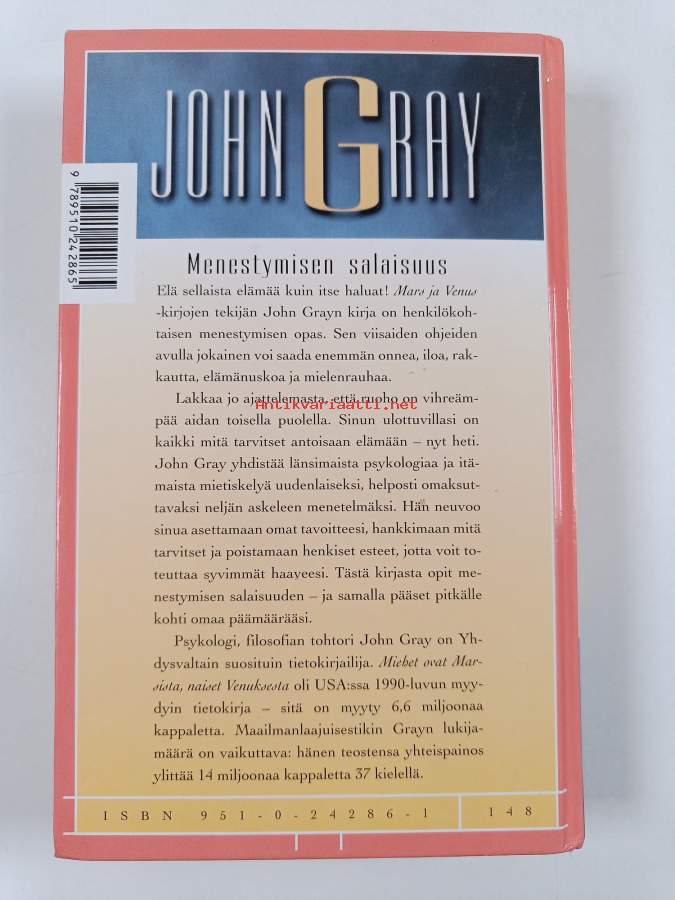 JOHN GRAY
9 789510 242865
Menestymisen salaisuus
Elä sellaista elämää kuin itse haluat! Mars ja Venus
-kirjojen tekijän John Grayn kirja on henkilökoh-
taisen menestymisen opas. Sen viisaiden ohjeiden
avulla jokainen voi saada enemmän onnea, iloa, rak-
kautta, elämänuskoa ja mielenrauhaa.
Lakkaa jo ajattelemasta, että ruoho on vihreäm-
Antikvariaatti.net
pää aidan toisella puolella. Sinun ulottuvillasi on
kaikki mitä tarvitset antoisaan elämään – nyt heti.
John Gray yhdistää länsimaista psykologiaa ja itä-
maista mietiskelyä uudenlaiseksi, helposti omaksut-
tavaksi neljän askeleen menetelmäksi. Hän neuvoo
sinua asettamaan omat tavoitteesi, hankkimaan mitä
tarvitset ja poistamaan henkiset esteet, jotta voit to-
teuttaa syvimmät haaveesi. Tästä kirjasta opit me-
nestymisen salaisuuden – ja samalla pääset pitkälle
kohti omaa päämäärääsi.
Psykologi, filosofian tohtori John Gray on Yh-
dysvaltain suosituin tietokirjailija. Miehet ovat Mar-
sista, naiset Venuksesta oli USA:ssa 1990-luvun myy-
dyin tietokirja – sitä on myyty 6,6 miljoonaa
kappaletta. Maailmanlaajuisestikin Grayn lukija-
määrä on vaikuttava: hänen teostensa yhteispainos
ylittää 14 miljoonaa kappaletta 37 kielellä.
ISBN 951-0-24286-1 148